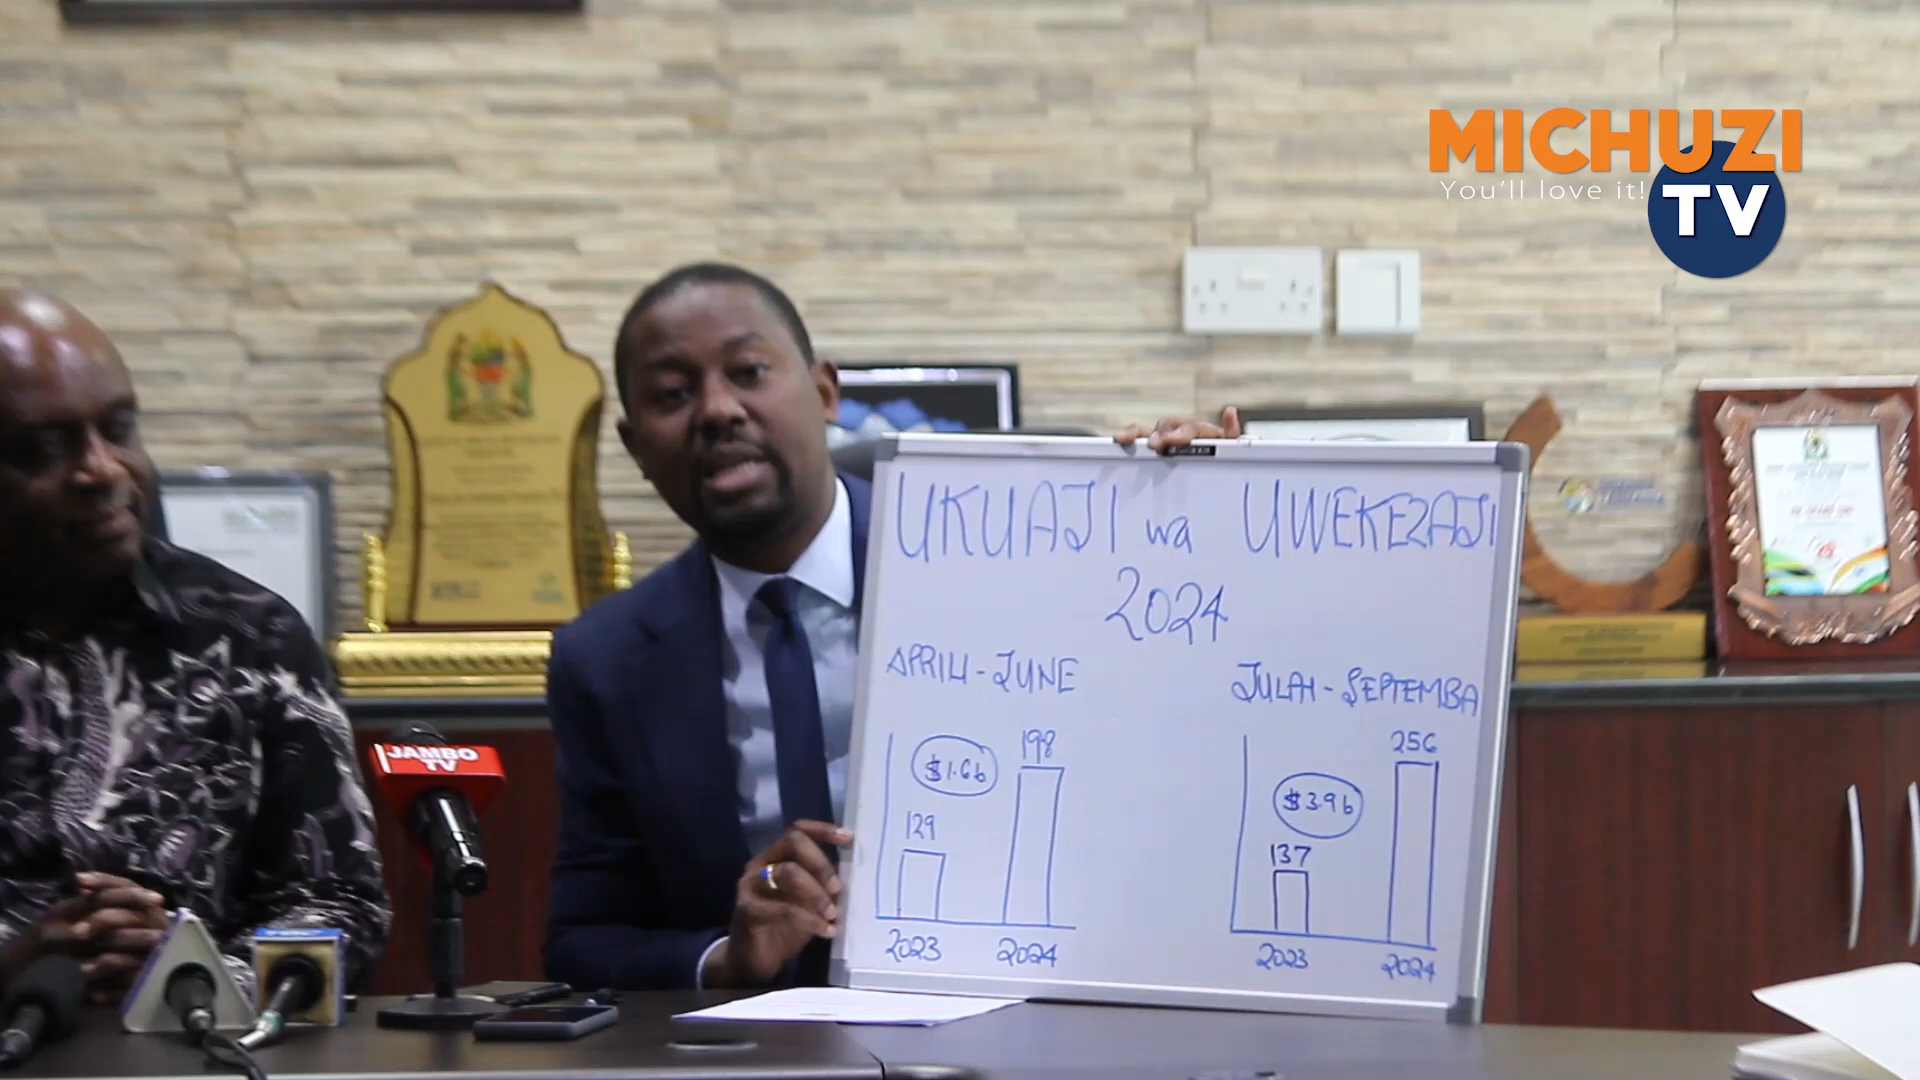 MICHUZI
You'll love it!
TV
UKUAJI wa UWEKEZAJI
2024
APRILI - JUNE
JULAI - SEPTEMBA
198
$1.6b
129
2023 2024
256
$3.9b
137
2023 2024
JAMBO
TV